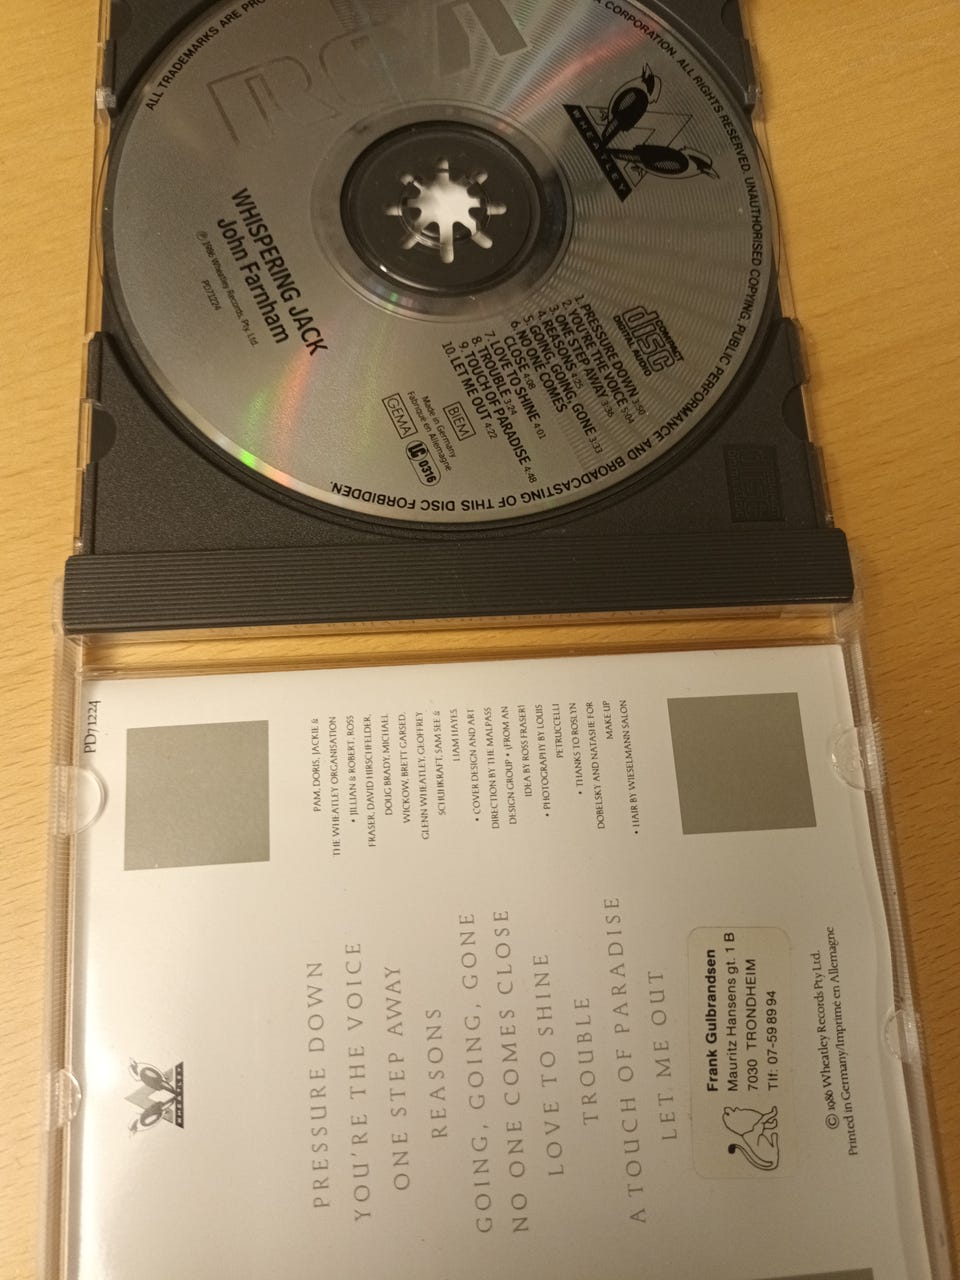 ALL TRADEMARKS ARE
CORPORATION. ALL RIGHTS RESERVED. UNAUTHORISED COPYING, PUBLIC PERFORMANCE AND BROADCASTING OF THIS DISC FORBIDDEN.
RCA
WHEATLEY
WHISPERING JACK
John Farnham
℗ 1986 Wheatley Records, Pty. Ltd.
PD71224
COMPACT
disc
DIGITAL AUDIO
1. PRESSURE DOWN 3:50
2. YOU'RE THE VOICE 5:04
3. ONE STEP AWAY 3:36
4. REASONS 4:25
5. GOING, GOING, GONE 3:33
6. NO ONE COMES
CLOSE 4:08
7. LOVE TO SHINE 4:01
8. TROUBLE 3:24
9. TOUCH OF PARADISE 4:48
10. LET ME OUT 4:22
Made in Germany
Fabriqué en Allemagne
BIEM
GEMA
LC 0316
PD71224
PAM, DORIS, JACKIE &
THE WHEATLEY ORGANISATION
• JILLIAN & ROBERT, ROSS
FRASER, DAVID HIRSCHFELDER,
DOUG BRADY, MICHAEL
WICKOW, BRETT GARSED,
GLENN WHEATLEY, GEOFFREY
SCHUHKRAFT, SAM SEE &
LIAM HAYES.
• COVER DESIGN AND ART
DIRECTION BY THE MALPASS
DESIGN GROUP • (FROM AN
IDEA BY ROSS FRASER)
• PHOTOGRAPHY BY LOUIS
PETRUCCELLI
• THANKS TO ROSLYN
DOBELSKY AND NATASHE FOR
MAKE UP
• HAIR BY WIESELMANN SALON
WHEATLEY
PRESSURE DOWN
YOU'RE THE VOICE
ONE STEP AWAY
REASONS
GOING, GOING, GONE
NO ONE COMES CLOSE
LOVE TO SHINE
TROUBLE
A TOUCH OF PARADISE
LET ME OUT
Frank Gulbrandsen
Mauritz Hansens gt. 1 B
7030 TRONDHEIM
Tlf: 07-59 89 94
© 1986 Wheatley Records Pty Ltd.
Printed in Germany/Imprimé en Allemagne